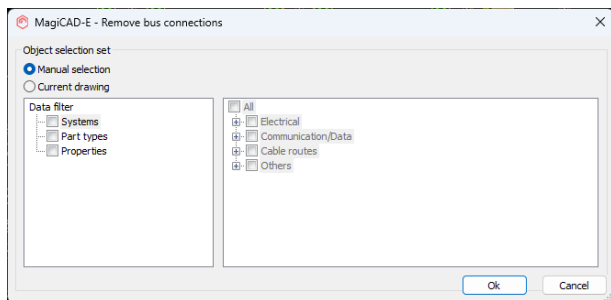 MagiCAD-E - Remove bus connections
Object selection set
Manual selection
Current drawing
Data filter
Systems
Part types
Properties
All
Electrical
Communication/Data
Cable routes
Others
Ok
Cancel